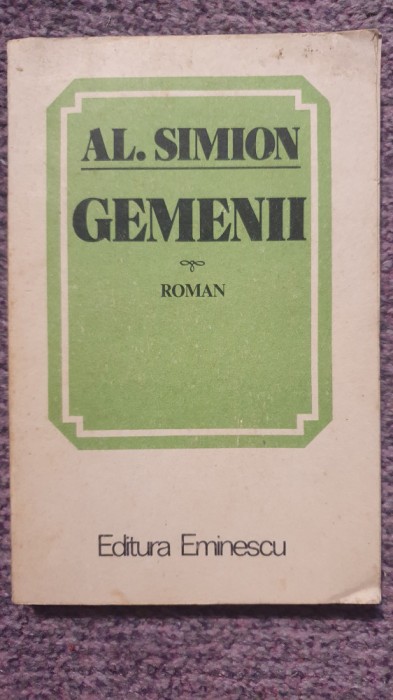 AL. SIMION
GEMENII
ROMAN
Editura Eminescu